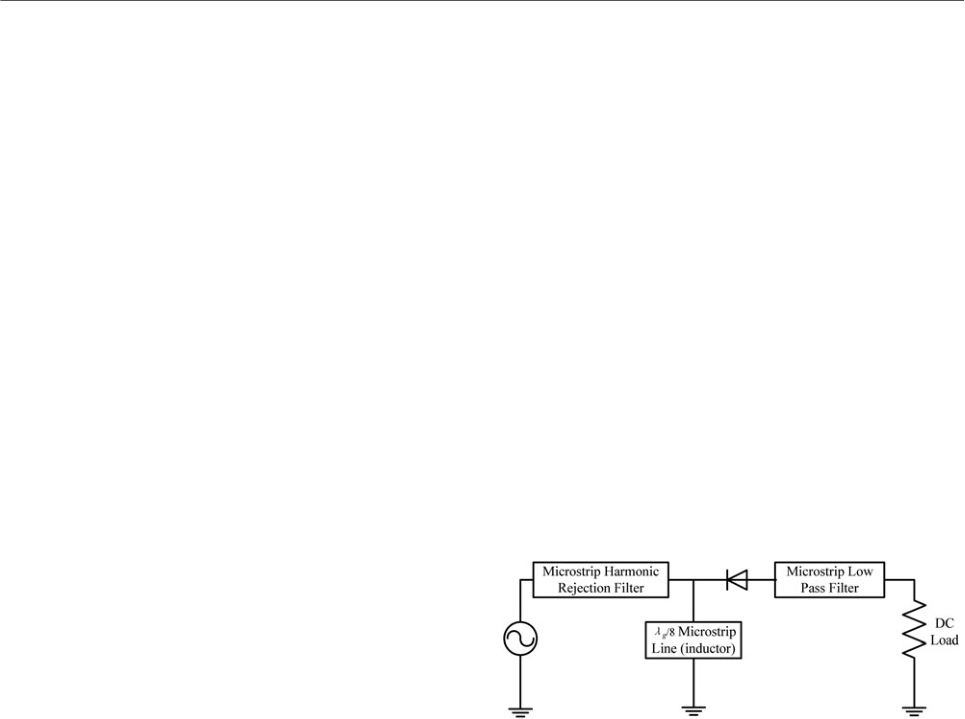 Microstrip Harmonic
Rejection Filter
Microstrip Low
Pass Filter
λg/8 Microstrip
Line (inductor)
DC
Load